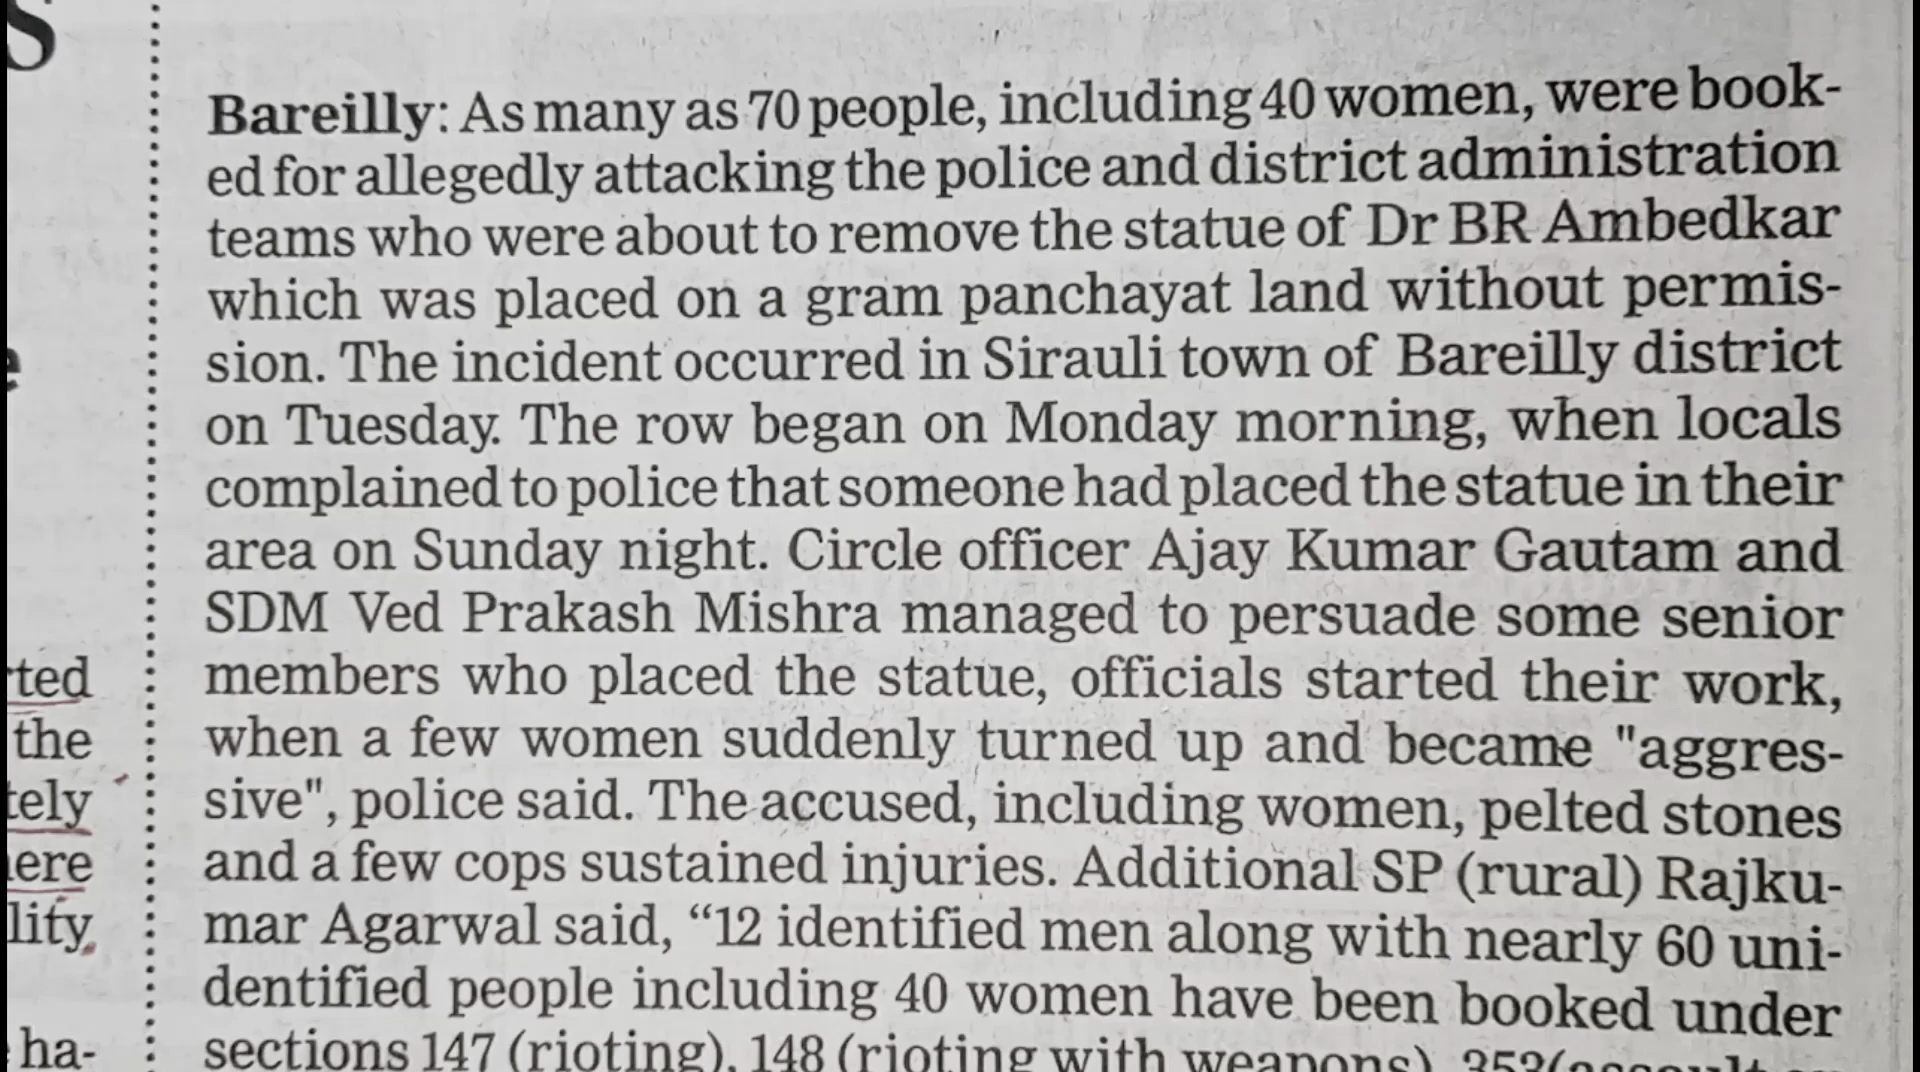 S
e
rted
the
tely
ere
lity,
ha-
Bareilly: As many as 70 people, including 40 women, were book-
ed for allegedly attacking the police and district administration
teams who were about to remove the statue of Dr BR Ambedkar
which was placed on a gram panchayat land without permis-
sion. The incident occurred in Sirauli town of Bareilly district
on Tuesday. The row began on Monday morning, when locals
complained to police that someone had placed the statue in their
area on Sunday night. Circle officer Ajay Kumar Gautam and
SDM Ved Prakash Mishra managed to persuade some senior
members who placed the statue, officials started their work,
when a few women suddenly turned up and became "aggres-
sive", police said. The accused, including women, pelted stones
and a few cops sustained injuries. Additional SP (rural) Rajku-
mar Agarwal said, “12 identified men along with nearly 60 uni-
dentified people including 40 women have been booked under
sections 147 (rioting), 148 (rioting with weapons), 353(assault